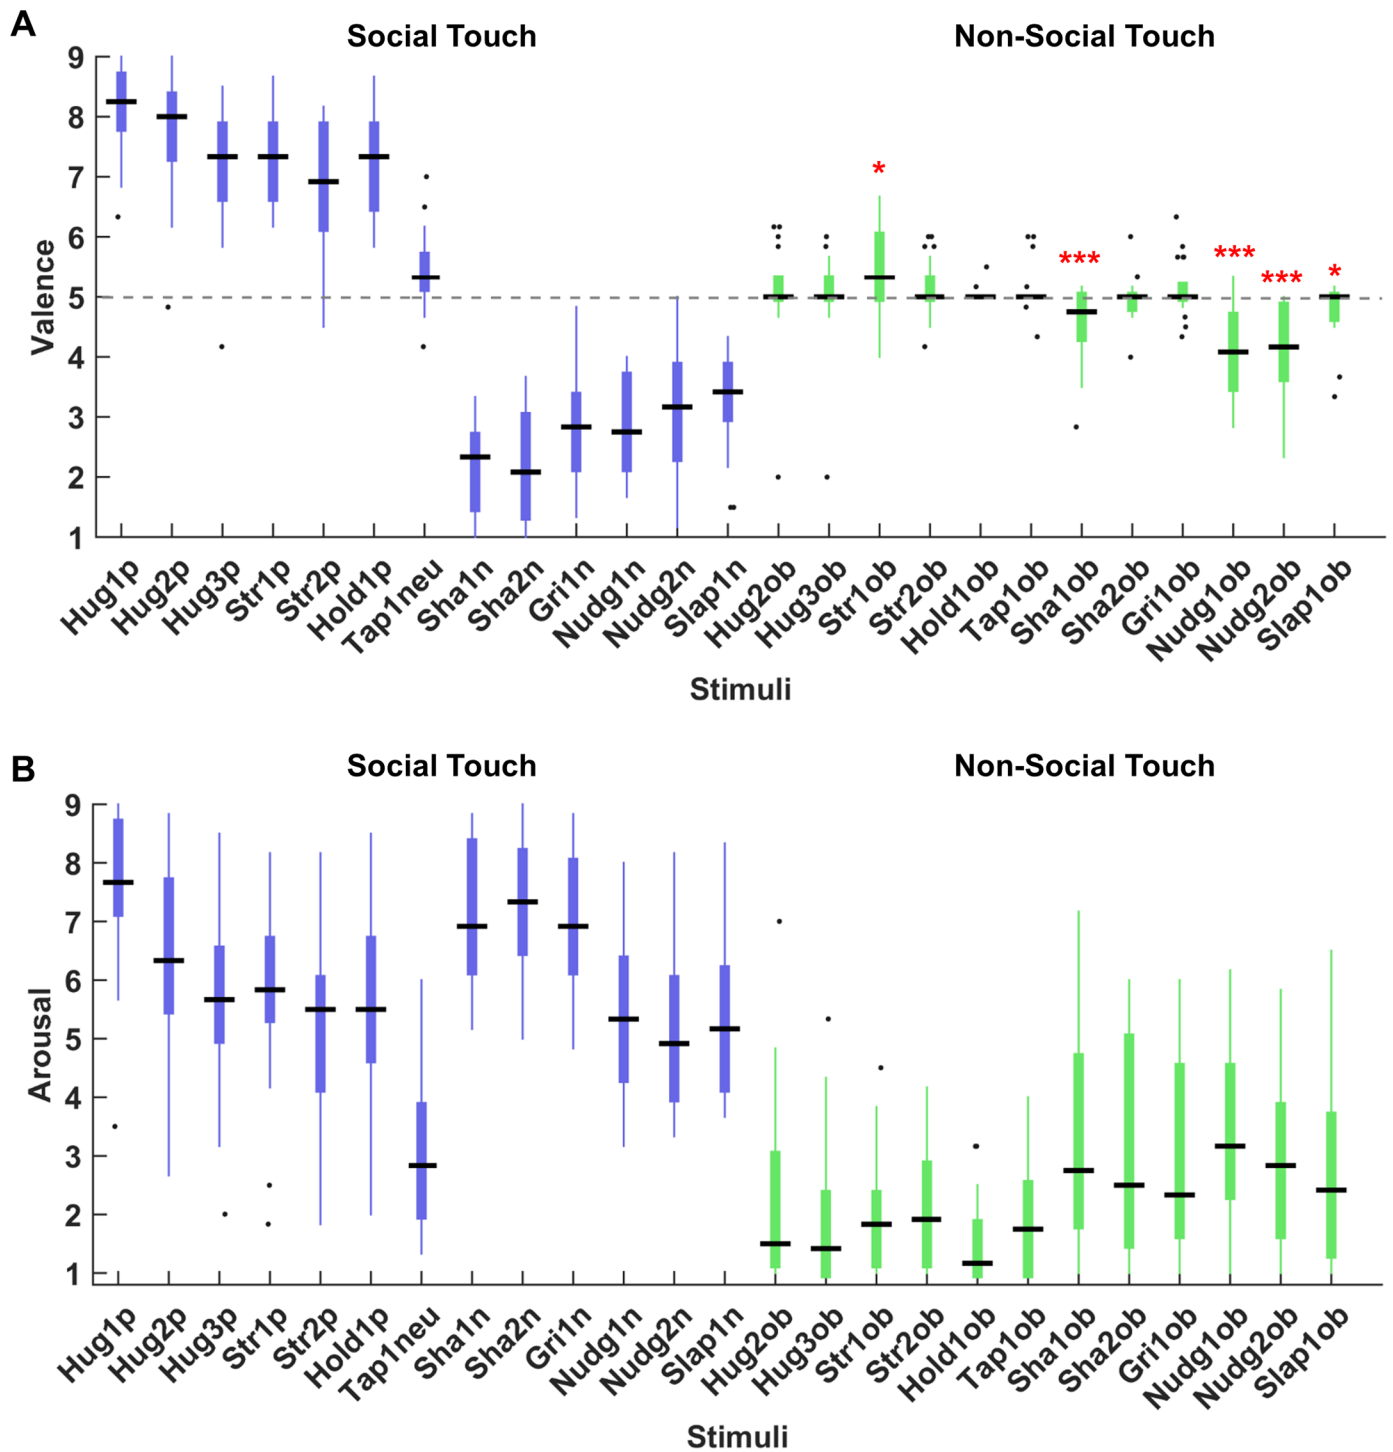 A
Social Touch
Non-Social Touch
Valence
9
8
7
6
5
4
3
2
1
*
***
***
***
*
Hug1p
Hug2p
Hug3p
Str1p
Str2p
Hold1p
Tap1neu
Sha1n
Sha2n
Gri1n
Nudg1n
Nudg2n
Slap1n
Hug2ob
Hug3ob
Str1ob
Str2ob
Hold1ob
Tap1ob
Sha1ob
Sha2ob
Gri1ob
Nudg1ob
Nudg2ob
Slap1ob
Stimuli
B
Social Touch
Non-Social Touch
Arousal
9
8
7
6
5
4
3
2
1
Hug1p
Hug2p
Hug3p
Str1p
Str2p
Hold1p
Tap1neu
Sha1n
Sha2n
Gri1n
Nudg1n
Nudg2n
Slap1n
Hug2ob
Hug3ob
Str1ob
Str2ob
Hold1ob
Tap1ob
Sha1ob
Sha2ob
Gri1ob
Nudg1ob
Nudg2ob
Slap1ob
Stimuli